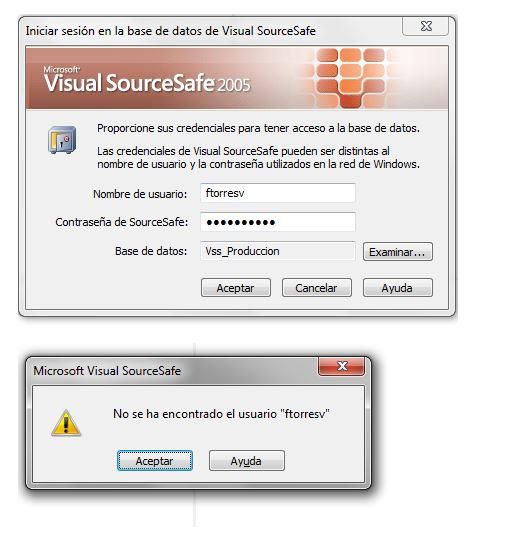 Iniciar sesión en la base de datos de Visual SourceSafe
Microsoft®
Visual SourceSafe 2005
Proporcione sus credenciales para tener acceso a la base de datos.
Las credenciales de Visual SourceSafe pueden ser distintas al
nombre de usuario y la contraseña utilizados en la red de Windows.
Nombre de usuario: ftorresv
Contraseña de SourceSafe: ●●●●●●●●●●
Base de datos: Vss_Produccion Examinar...
Aceptar Cancelar Ayuda
Microsoft Visual SourceSafe
No se ha encontrado el usuario "ftorresv"
Aceptar Ayuda